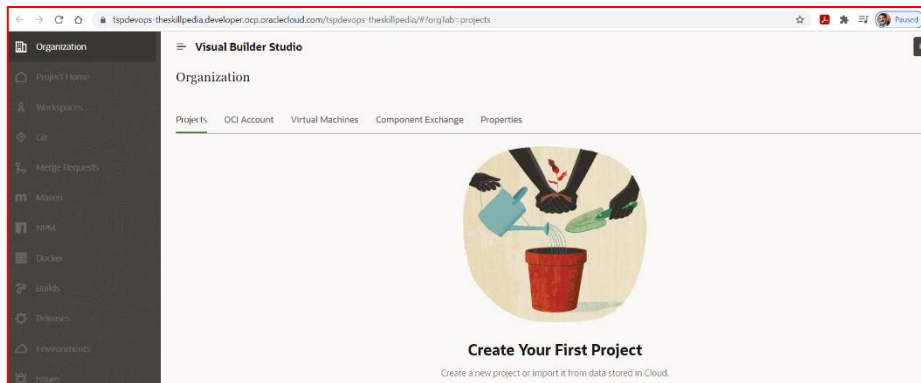 tspdevops-theskillpedia.developer.ocp.oraclecloud.com/tspdevops-theskillpedia/#?orgTab=projects
Paused
Organization
Visual Builder Studio
Project Home
Organization
Workspaces
Projects
OCI Account
Virtual Machines
Component Exchange
Properties
Git
Merge Requests
Maven
NPM
Docker
Builds
Releases
Environments
Issues
Create Your First Project
Create a new project or import it from data stored in Cloud.